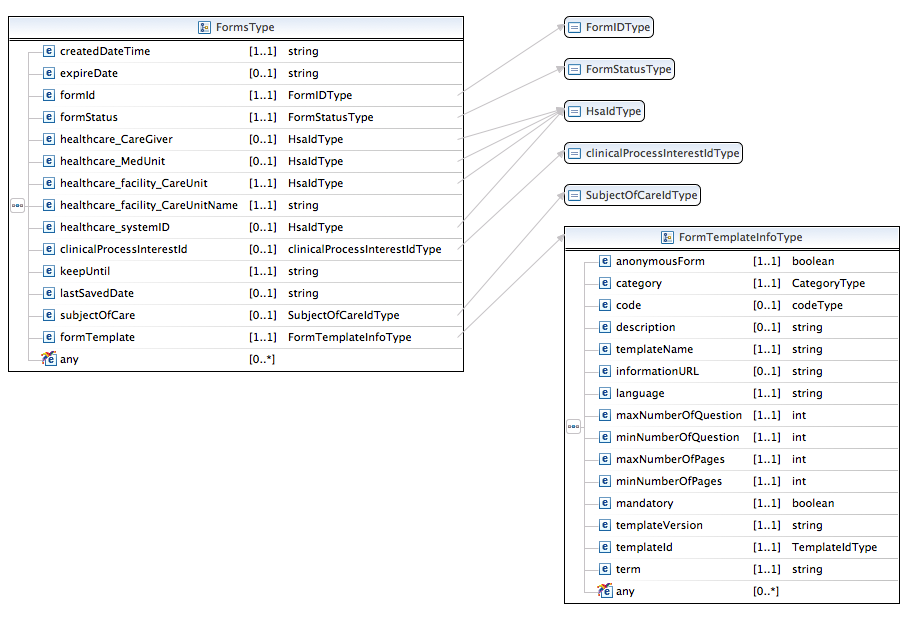 FormsType
e createdDateTime [1..1] string
e expireDate [0..1] string
e formId [1..1] FormIDType
e formStatus [1..1] FormStatusType
e healthcare_CareGiver [0..1] HsaIdType
e healthcare_MedUnit [0..1] HsaIdType
e healthcare_facility_CareUnit [1..1] HsaIdType
e healthcare_facility_CareUnitName [1..1] string
e healthcare_systemID [0..1] HsaIdType
e clinicalProcessInterestId [0..1] clinicalProcessInterestIdType
e keepUntil [1..1] string
e lastSavedDate [0..1] string
e subjectOfCare [0..1] SubjectOfCareIdType
e formTemplate [1..1] FormTemplateInfoType
e any [0..*]
FormIDType
FormStatusType
HsaIdType
clinicalProcessInterestIdType
SubjectOfCareIdType
FormTemplateInfoType
e anonymousForm [1..1] boolean
e category [1..1] CategoryType
e code [0..1] codeType
e description [0..1] string
e templateName [1..1] string
e informationURL [0..1] string
e language [1..1] string
e maxNumberOfQuestion [1..1] int
e minNumberOfQuestion [1..1] int
e maxNumberOfPages [1..1] int
e minNumberOfPages [1..1] int
e mandatory [1..1] boolean
e templateVersion [1..1] string
e templateId [1..1] TemplateIdType
e term [1..1] string
e any [0..*]